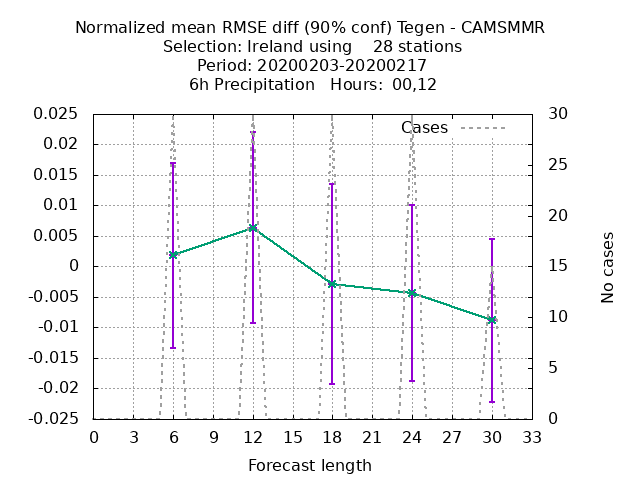 Normalized mean RMSE diff (90% conf) Tegen - CAMSMMR
Selection: Ireland using    28 stations
Period: 20200203-20200217
6h Precipitation   Hours:  00,12
Cases
0.025
0.02
0.015
0.01
0.005
0
-0.005
-0.01
-0.015
-0.02
-0.025
30
25
20
15
10
5
0
No cases
0 3 6 9 12 15 18 21 24 27 30 33
Forecast length